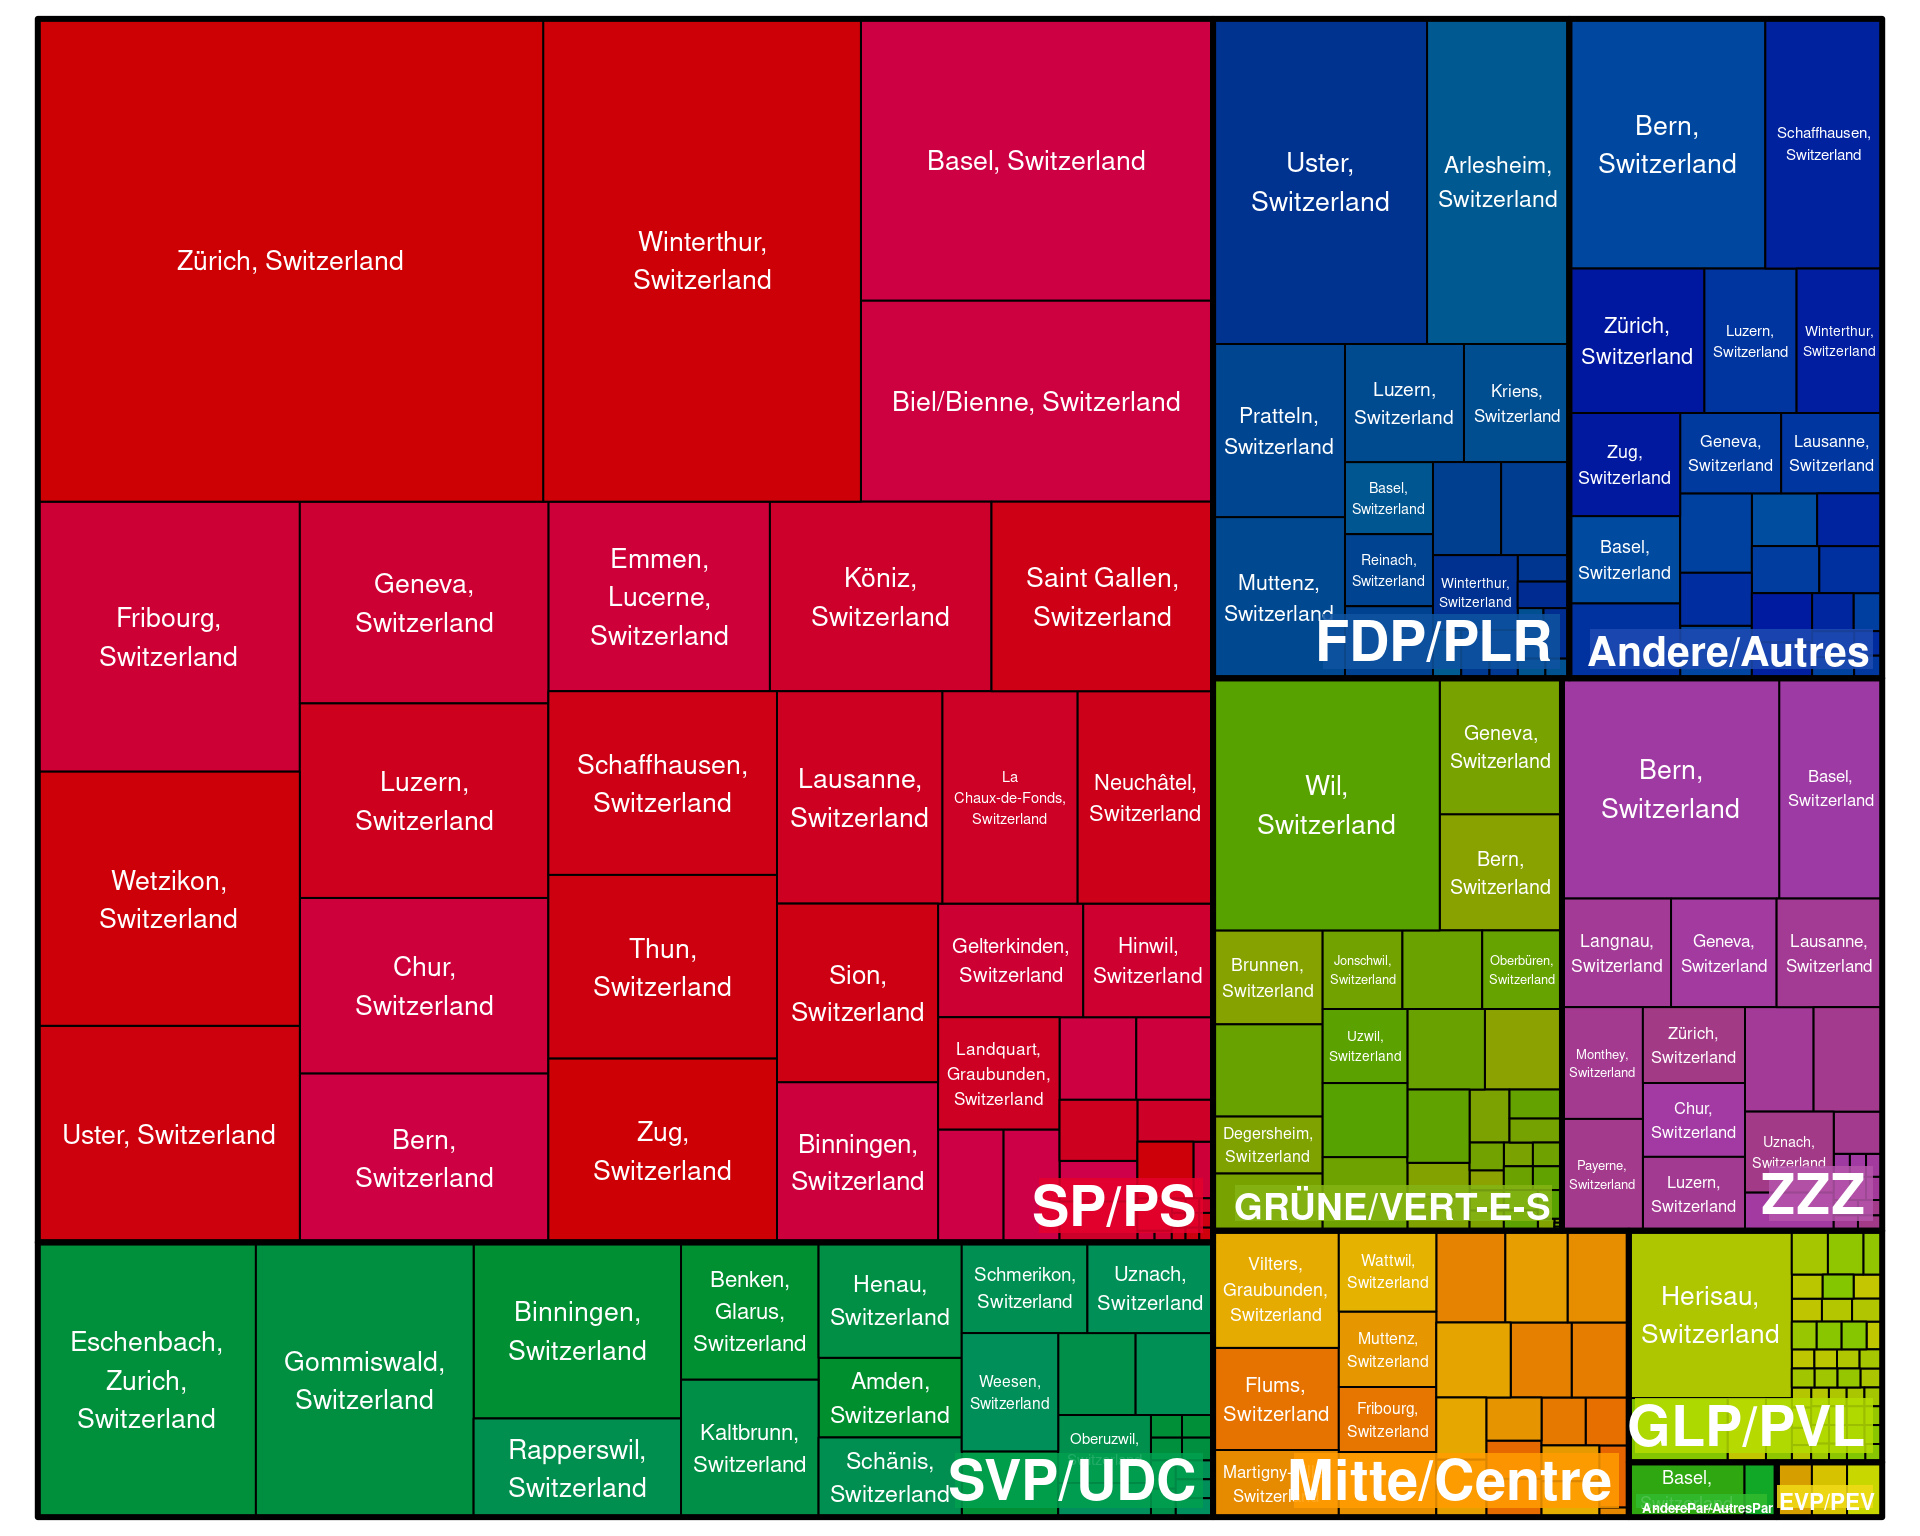 Zürich, Switzerland
Winterthur,
Switzerland
Basel, Switzerland
Biel/Bienne, Switzerland
Fribourg,
Switzerland
Geneva,
Switzerland
Emmen,
Lucerne,
Switzerland
Köniz,
Switzerland
Saint Gallen,
Switzerland
Wetzikon,
Switzerland
Luzern,
Switzerland
Schaffhausen,
Switzerland
Lausanne,
Switzerland
La
Chaux-de-Fonds,
Switzerland
Neuchâtel,
Switzerland
Chur,
Switzerland
Thun,
Switzerland
Sion,
Switzerland
Gelterkinden,
Switzerland
Hinwil,
Switzerland
Landquart,
Graubunden,
Switzerland
Uster, Switzerland
Bern,
Switzerland
Zug,
Switzerland
Binningen,
Switzerland
SP/PS
Eschenbach,
Zurich,
Switzerland
Gommiswald,
Switzerland
Binningen,
Switzerland
Rapperswil,
Switzerland
Benken,
Glarus,
Switzerland
Kaltbrunn,
Switzerland
Henau,
Switzerland
Amden,
Switzerland
Schänis,
Switzerland
Schmerikon,
Switzerland
Uznach,
Switzerland
Weesen,
Switzerland
Oberuzwil,
SVP/UDC
Uster,
Switzerland
Arlesheim,
Switzerland
Pratteln,
Switzerland
Luzern,
Switzerland
Kriens,
Switzerland
Basel,
Switzerland
Reinach,
Switzerland
Muttenz,
Switzerland
Winterthur,
Switzerland
FDP/PLR
Bern,
Switzerland
Schaffhausen,
Switzerland
Zürich,
Switzerland
Luzern,
Switzerland
Winterthur,
Switzerland
Zug,
Switzerland
Geneva,
Switzerland
Lausanne,
Switzerland
Basel,
Switzerland
Andere/Autres
Wil,
Switzerland
Geneva,
Switzerland
Bern,
Switzerland
Brunnen,
Switzerland
Jonschwil,
Switzerland
Oberbüren,
Switzerland
Uzwil,
Switzerland
Degersheim,
Switzerland
GRÜNE/VERT-E-S
Bern,
Switzerland
Basel,
Switzerland
Langnau,
Switzerland
Geneva,
Switzerland
Lausanne,
Switzerland
Monthey,
Switzerland
Zürich,
Switzerland
Chur,
Switzerland
Payerne,
Switzerland
Luzern,
Switzerland
Uznach,
Switzerland
ZZZ
Vilters,
Graubunden,
Switzerland
Wattwil,
Switzerland
Muttenz,
Switzerland
Flums,
Switzerland
Fribourg,
Switzerland
Martigny-
Mitte/Centre
Herisau,
Switzerland
GLP/PVL
Basel,
AnderePar/AutresPar
EVP/PEV